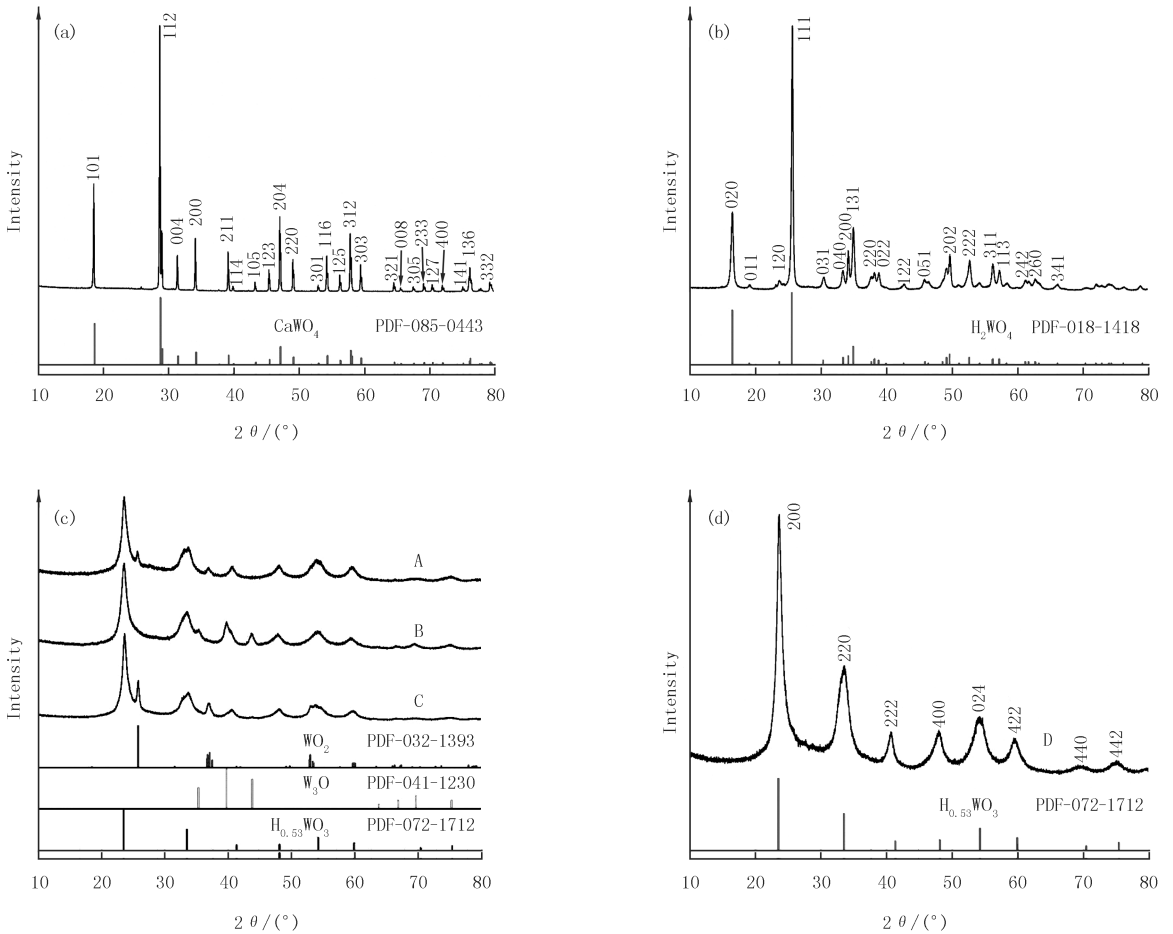 (a)
Intensity
101
112
004
200
211
114
105
123
204
220
301
116
125
312
303
321
008
305
233
127
400
141
136
332
CaWO₄ PDF-085-0443
10 20 30 40 50 60 70 80
2 θ/(°)
(b)
Intensity
020
011
120
111
031
040
200
131
220
022
122
051
202
222
311
113
242
260
341
H₂WO₄ PDF-018-1418
10 20 30 40 50 60 70 80
2 θ/(°)
(c)
Intensity
A
B
C
WO₂ PDF-032-1393
W₃O PDF-041-1230
H₀.₅₃WO₃ PDF-072-1712
10 20 30 40 50 60 70 80
2 θ/(°)
(d)
Intensity
200
220
222
400
024
422
D
440
442
H₀.₅₃WO₃ PDF-072-1712
10 20 30 40 50 60 70 80
2 θ/(°)